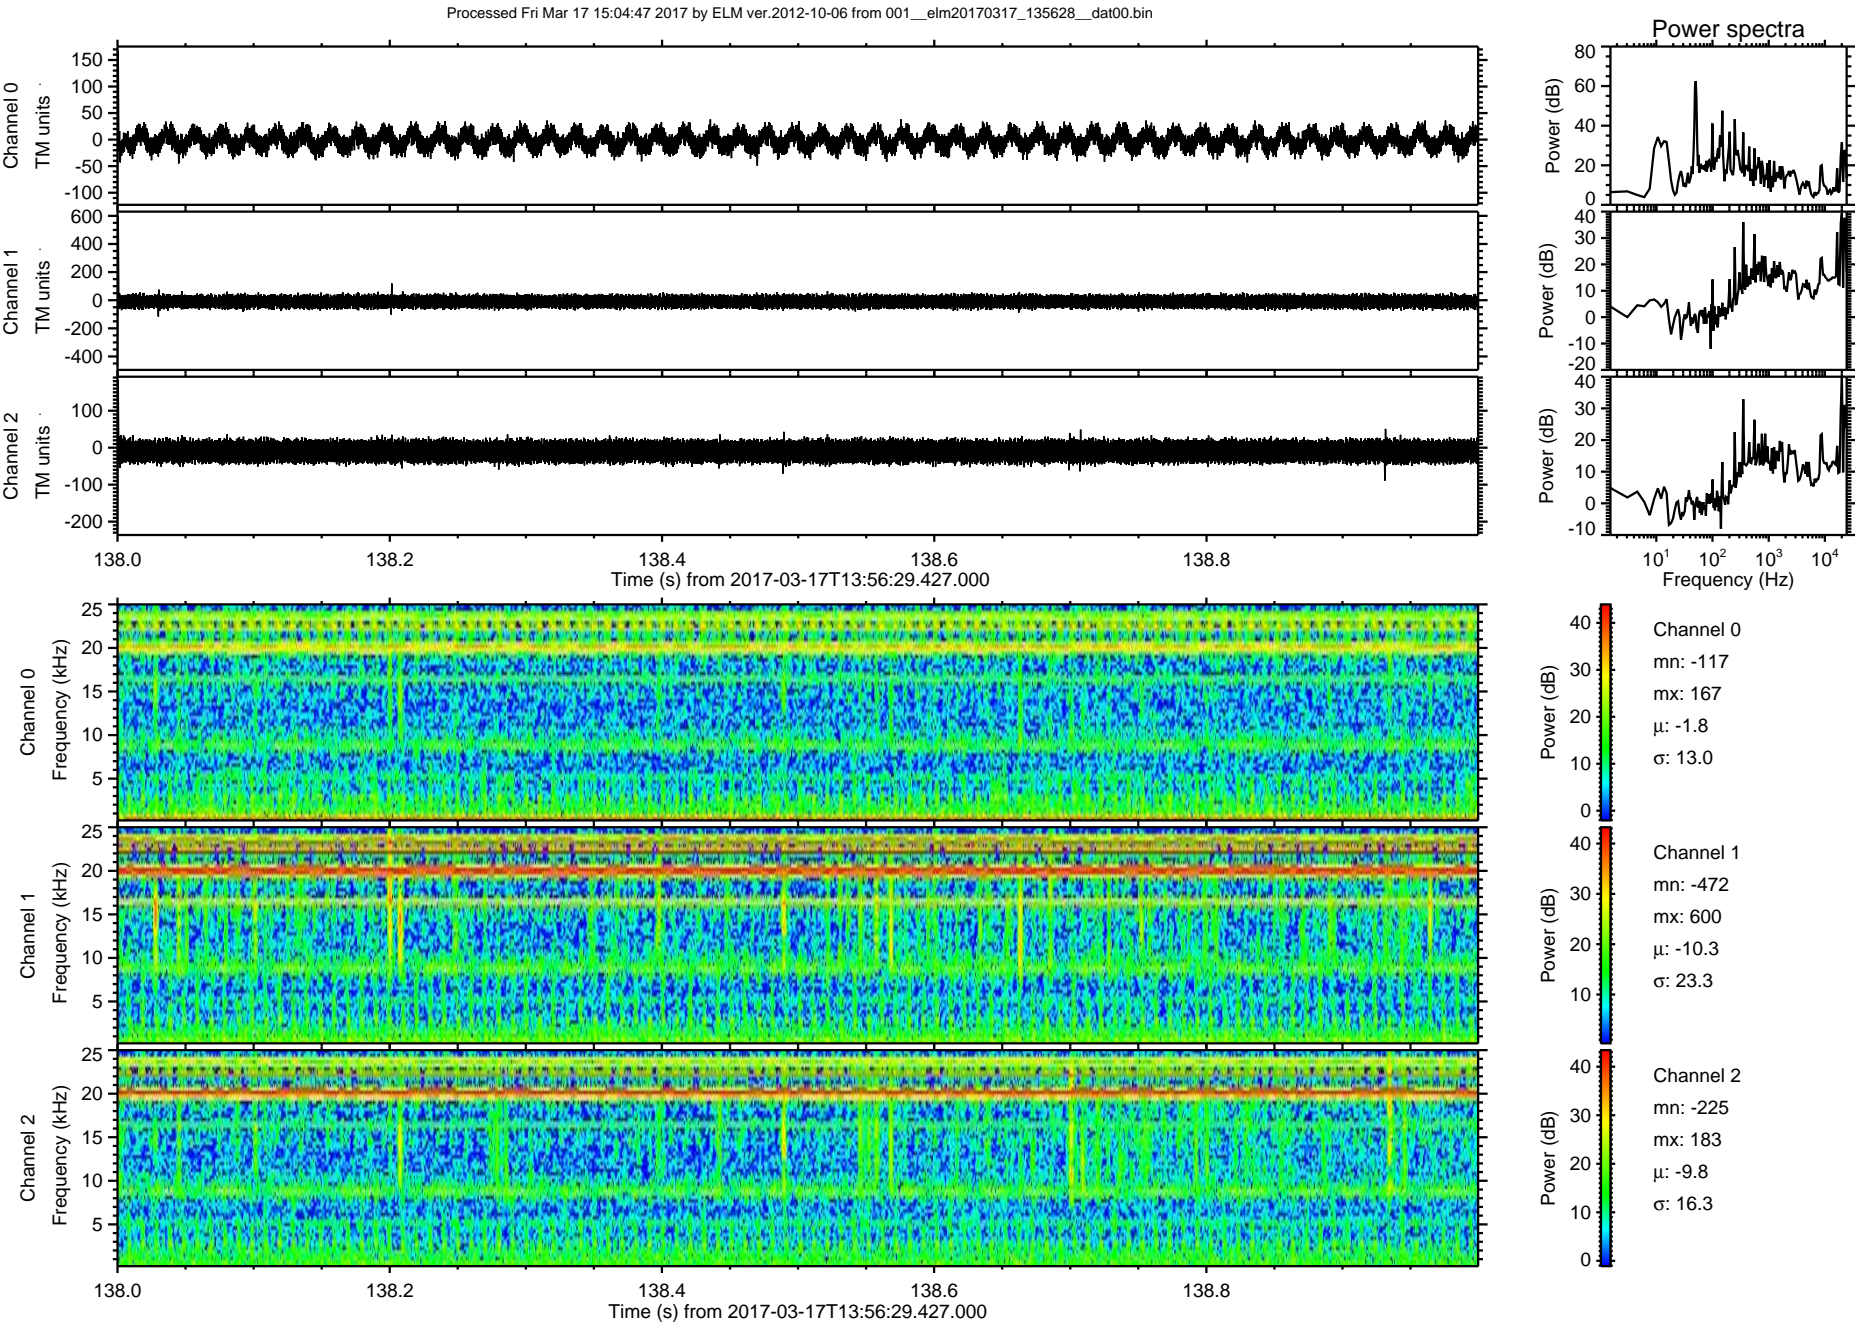 Processed Fri Mar 17 15:04:47 2017 by ELM ver.2012-10-06 from 001__elm20170317_135628__dat00.bin
Power spectra
Channel 0
TM units
150
100
50
0
-50
-100
Power (dB)
80
60
40
20
0
Channel 1
TM units
600
400
200
0
-200
-400
Power (dB)
40
30
20
10
0
-10
-20
Channel 2
TM units
100
0
-100
-200
Power (dB)
40
30
20
10
0
-10
138.0 138.2 138.4 138.6 138.8
Time (s) from 2017-03-17T13:56:29.427.000
10¹ 10² 10³ 10⁴
Frequency (Hz)
Channel 0
Frequency (kHz)
25
20
15
10
5
Power (dB)
40
30
20
10
0
Channel 0
mn: -117
mx: 167
μ: -1.8
σ: 13.0
Channel 1
Frequency (kHz)
25
20
15
10
5
Power (dB)
40
30
20
10
Channel 1
mn: -472
mx: 600
μ: -10.3
σ: 23.3
Channel 2
Frequency (kHz)
25
20
15
10
5
Power (dB)
40
30
20
10
0
Channel 2
mn: -225
mx: 183
μ: -9.8
σ: 16.3
138.0 138.2 138.4 138.6 138.8
Time (s) from 2017-03-17T13:56:29.427.000